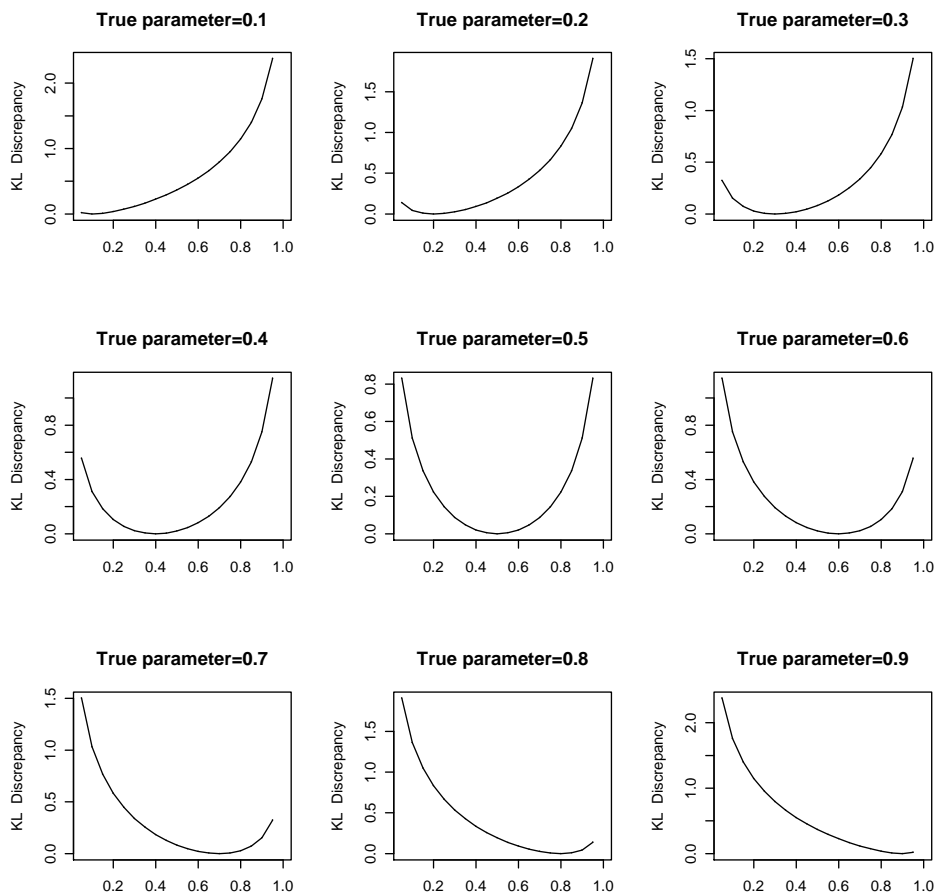 True parameter=0.1 True parameter=0.2 True parameter=0.3
KL Discrepancy
0.0 1.0 2.0
0.2 0.4 0.6 0.8 1.0
KL Discrepancy
0.0 0.5 1.0 1.5
0.2 0.4 0.6 0.8 1.0
KL Discrepancy
0.0 0.5 1.0 1.5
0.2 0.4 0.6 0.8 1.0
True parameter=0.4 True parameter=0.5 True parameter=0.6
KL Discrepancy
0.0 0.4 0.8
0.2 0.4 0.6 0.8 1.0
KL Discrepancy
0.0 0.2 0.4 0.6 0.8
0.2 0.4 0.6 0.8 1.0
KL Discrepancy
0.0 0.4 0.8
0.2 0.4 0.6 0.8 1.0
True parameter=0.7 True parameter=0.8 True parameter=0.9
KL Discrepancy
0.0 0.5 1.0 1.5
0.2 0.4 0.6 0.8 1.0
KL Discrepancy
0.0 0.5 1.0 1.5
0.2 0.4 0.6 0.8 1.0
KL Discrepancy
0.0 1.0 2.0
0.2 0.4 0.6 0.8 1.0